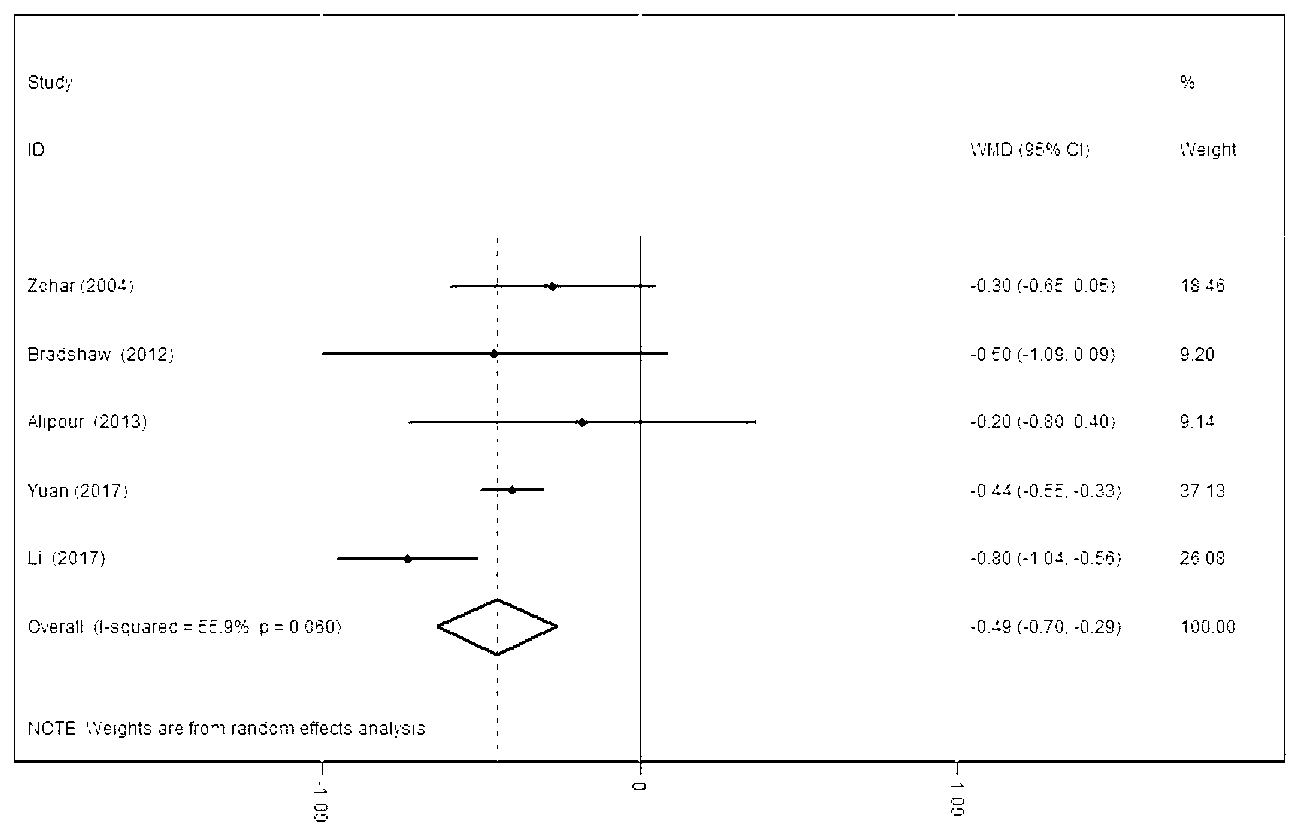 Study %
ID WMD (95% CI) Weight
Zohar (2004) -0.30 (-0.65, 0.05) 18.46
Bradshaw (2012) -0.50 (-1.09, 0.09) 9.20
Alipour (2013) -0.20 (-0.80, 0.40) 9.14
Yuan (2017) -0.44 (-0.55, -0.33) 37.13
Li (2017) -0.80 (-1.04, -0.56) 26.08
Overall (I-squared = 55.9%, p = 0.060) -0.49 (-0.70, -0.29) 100.00
NOTE: Weights are from random effects analysis
-1.09 0 1.09